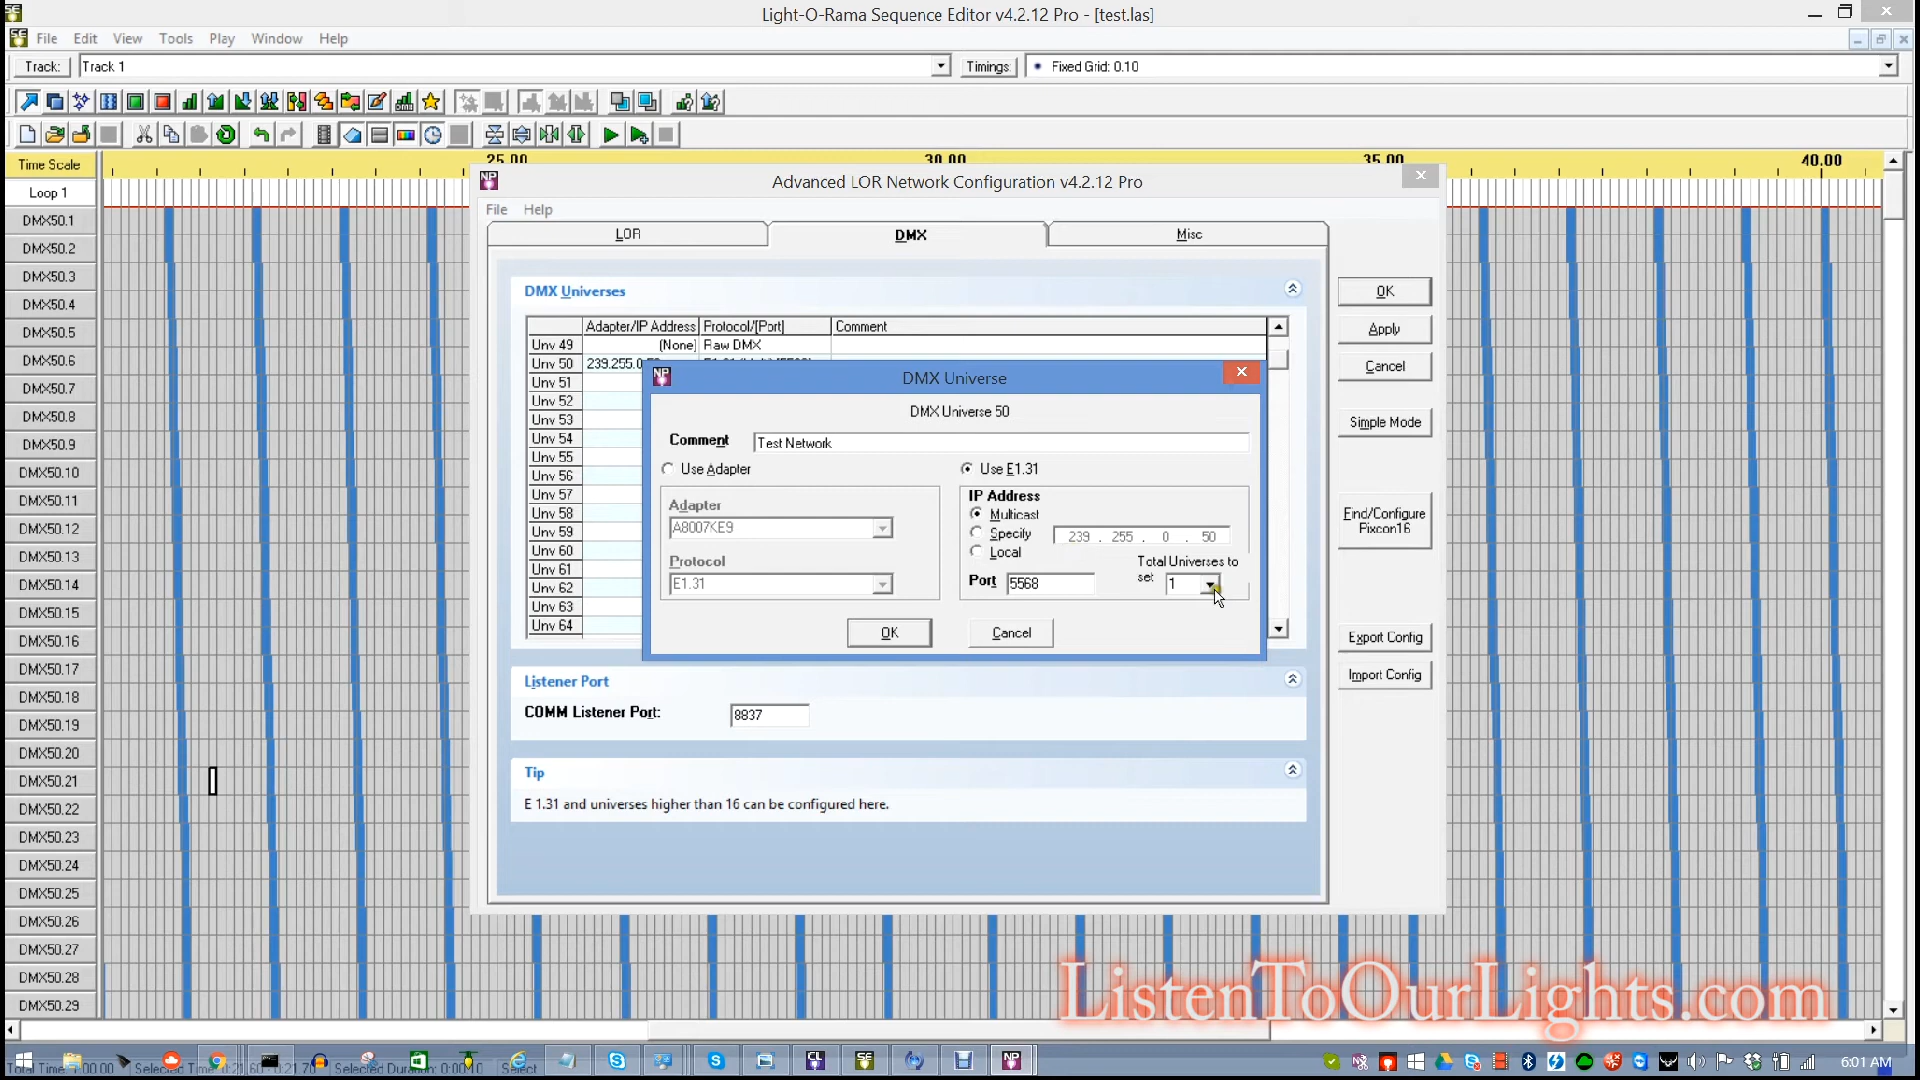 Light-O-Rama Sequence Editor v4.2.12 Pro - [test.las]
File Edit View Tools Play Window Help
Track: Track 1 Timings: Fixed Grid: 0.10
Time Scale 25.00 30.00 35.00 40.00
Loop 1
DMX50.1
DMX50.2
DMX50.3
DMX50.4
DMX50.5
DMX50.6
DMX50.7
DMX50.8
DMX50.9
DMX50.10
DMX50.11
DMX50.12
DMX50.13
DMX50.14
DMX50.15
DMX50.16
DMX50.17
DMX50.18
DMX50.19
DMX50.20
DMX50.21
DMX50.22
DMX50.23
DMX50.24
DMX50.25
DMX50.26
DMX50.27
DMX50.28
DMX50.29
NP Advanced LOR Network Configuration v4.2.12 Pro
File Help
LOR DMX Misc
DMX Universes
Adapter/IP Address Protocol/[Port] Comment
Unv 49 [None] Raw DMX
Unv 50 239.255.0
Unv 51
Unv 52
Unv 53
Unv 54
Unv 55
Unv 56
Unv 57
Unv 58
Unv 59
Unv 60
Unv 61
Unv 62
Unv 63
Unv 64
NP DMX Universe
DMX Universe 50
Comment Test Network
Use Adapter
Use E1.31
Adapter
A8007KE9
Protocol
E1.31
IP Address
Multicast
Specify 239 . 255 . 0 . 50
Local
Total Universes to set 1
Port 5568
OK Cancel
Listener Port
COMM Listener Port: 8837
Tip
E 1.31 and universes higher than 16 can be configured here.
OK
Apply
Cancel
Simple Mode
Find/Configure
Pixcon16
Export Config
Import Config
ListenToOurLights.com
6:01 AM